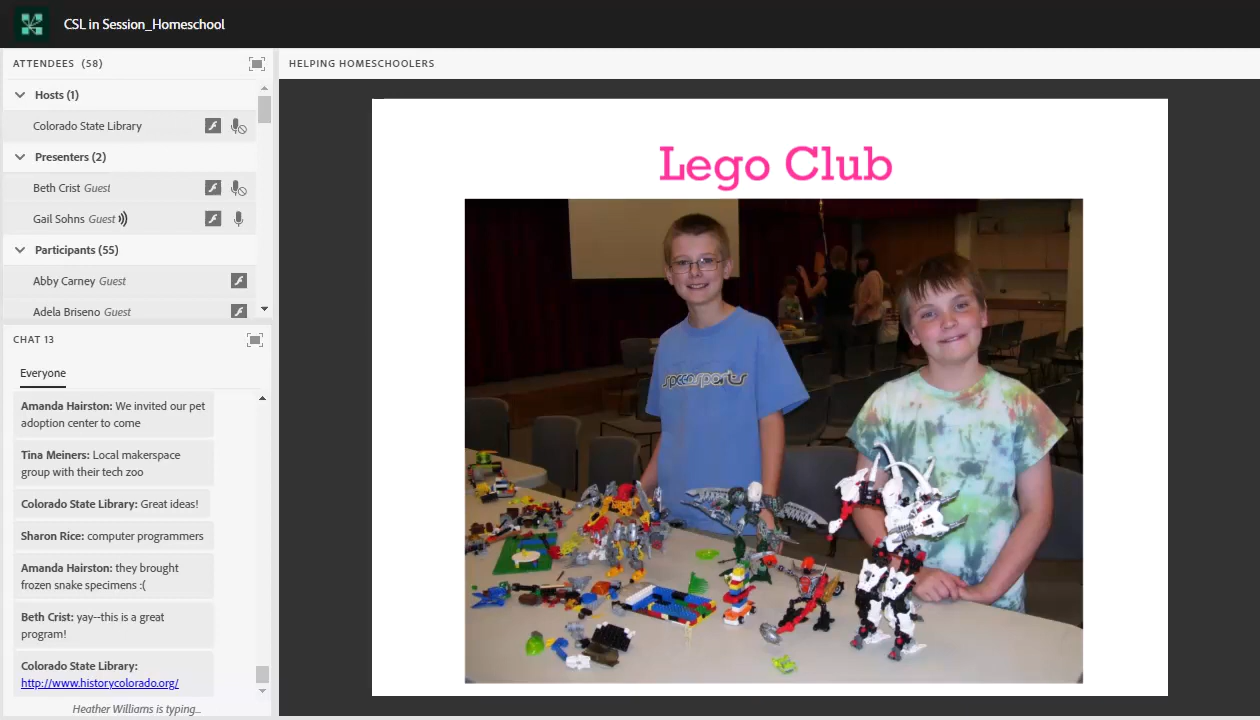 CSL in Session_Homeschool
ATTENDEES (58)
Hosts (1)
Colorado State Library
Presenters (2)
Beth Crist Guest
Gail Sohns Guest
Participants (55)
Abby Carney Guest
Adela Briseno Guest
CHAT 13
Everyone
Amanda Hairston: We invited our pet
adoption center to come
Tina Meiners: Local makerspace
group with their tech zoo
Colorado State Library: Great ideas!
Sharon Rice: computer programmers
Amanda Hairston: they brought
frozen snake specimens :(
Beth Crist: yay--this is a great
program!
Colorado State Library:
http://www.historycolorado.org/
Heather Williams is typing...
HELPING HOMESCHOOLERS
Lego Club